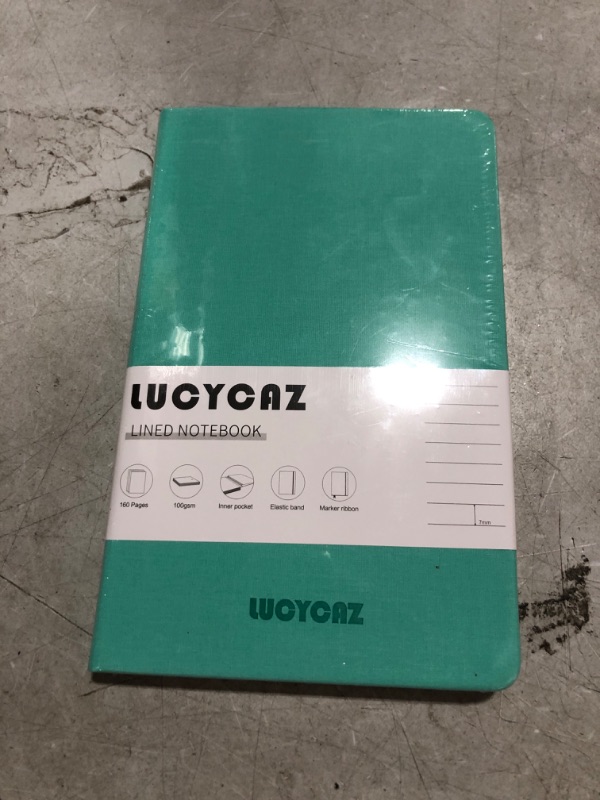 LUCYCAZ
LINED NOTEBOOK
160 Pages
100gsm
Inner pocket
Elastic band
Marker ribbon
7mm
LUCYCAZ